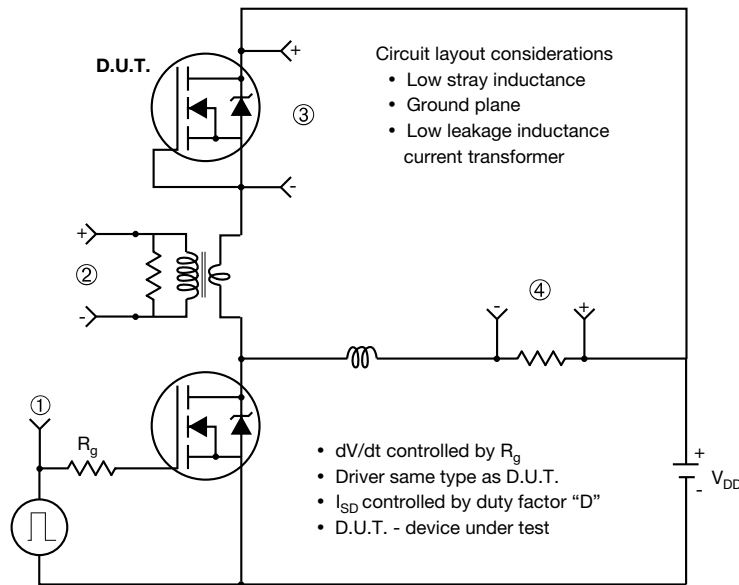 D.U.T.
+
-
③
Circuit layout considerations
• Low stray inductance
• Ground plane
• Low leakage inductance
current transformer
+
②
-
-
④
+
①
Rg
• dV/dt controlled by Rg
• Driver same type as D.U.T.
• ISD controlled by duty factor “D”
• D.U.T. - device under test
+
VDD
-